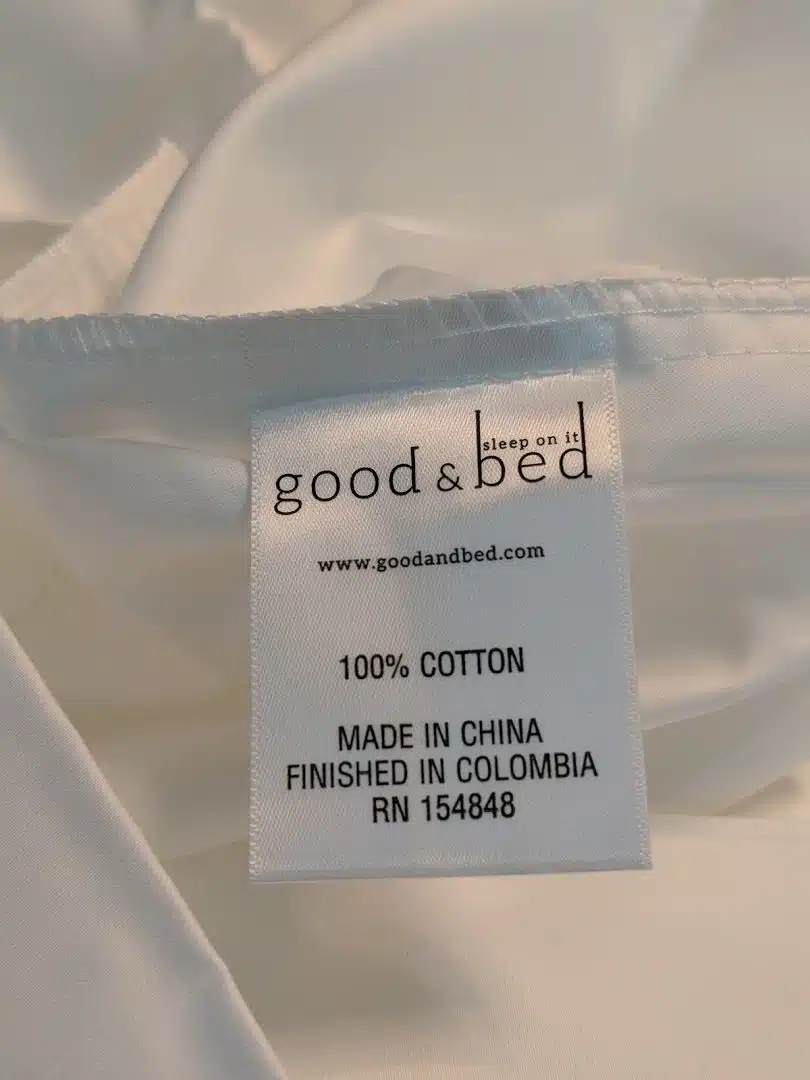 sleep on it
good & bed
www.goodandbed.com
100% COTTON
MADE IN CHINA
FINISHED IN COLOMBIA
RN 154848